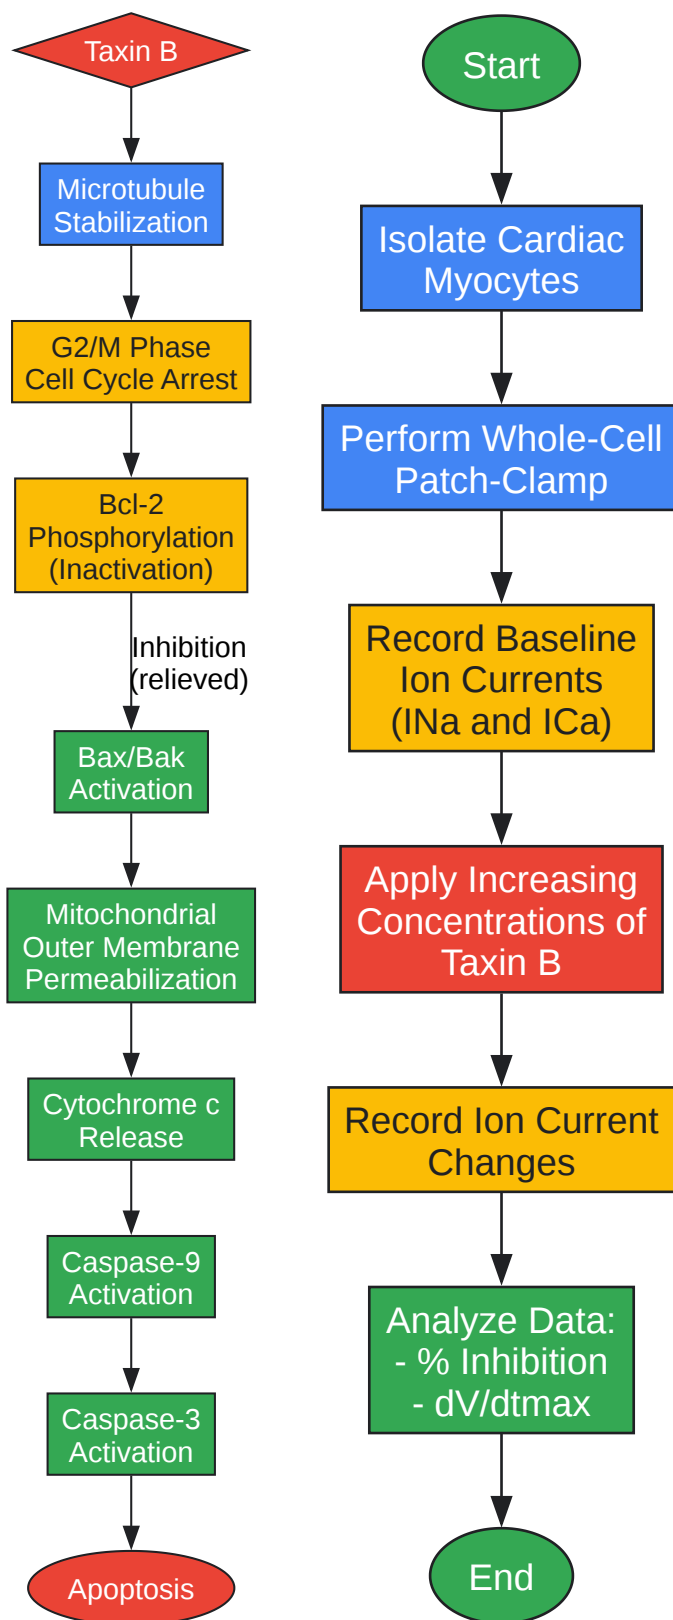 Taxin B
Microtubule
Stabilization
G2/M Phase
Cell Cycle Arrest
Bcl-2
Phosphorylation
(Inactivation)
Inhibition
(relieved)
Bax/Bak
Activation
Mitochondrial
Outer Membrane
Permeabilization
Cytochrome c
Release
Caspase-9
Activation
Caspase-3
Activation
Apoptosis
Start
Isolate Cardiac
Myocytes
Perform Whole-Cell
Patch-Clamp
Record Baseline
Ion Currents
(INa and ICa)
Apply Increasing
Concentrations of
Taxin B
Record Ion Current
Changes
Analyze Data:
- % Inhibition
- dV/dtmax
End